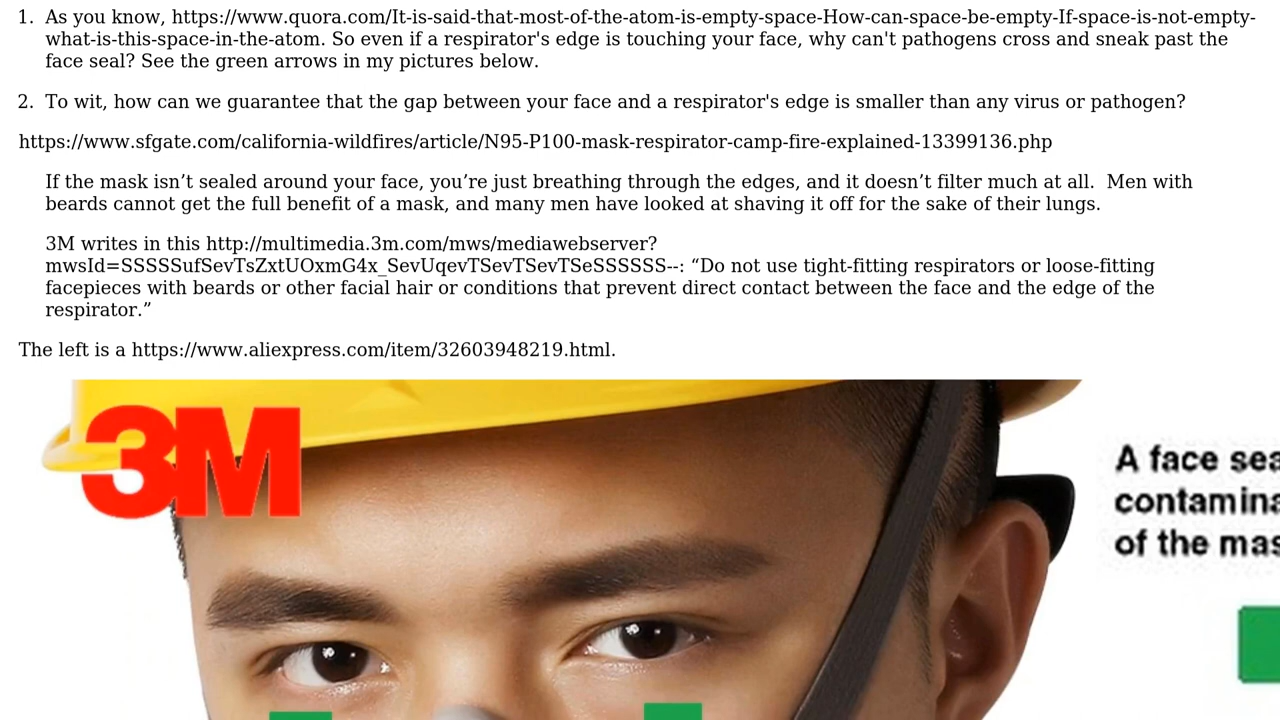 1. As you know, https://www.quora.com/It-is-said-that-most-of-the-atom-is-empty-space-How-can-space-be-empty-If-space-is-not-empty-
what-is-this-space-in-the-atom. So even if a respirator's edge is touching your face, why can't pathogens cross and sneak past the
face seal? See the green arrows in my pictures below.
2. To wit, how can we guarantee that the gap between your face and a respirator's edge is smaller than any virus or pathogen?
https://www.sfgate.com/california-wildfires/article/N95-P100-mask-respirator-camp-fire-explained-13399136.php
If the mask isn’t sealed around your face, you’re just breathing through the edges, and it doesn’t filter much at all.  Men with
beards cannot get the full benefit of a mask, and many men have looked at shaving it off for the sake of their lungs.
3M writes in this http://multimedia.3m.com/mws/mediawebserver?
mwsId=SSSSSufSevTsZxtUOxmG4x_SevUqevTSevTSevTSeSSSSSS--: “Do not use tight-fitting respirators or loose-fitting
facepieces with beards or other facial hair or conditions that prevent direct contact between the face and the edge of the
respirator.”
The left is a https://www.aliexpress.com/item/32603948219.html.
3M
A face sea
contamina
of the mas